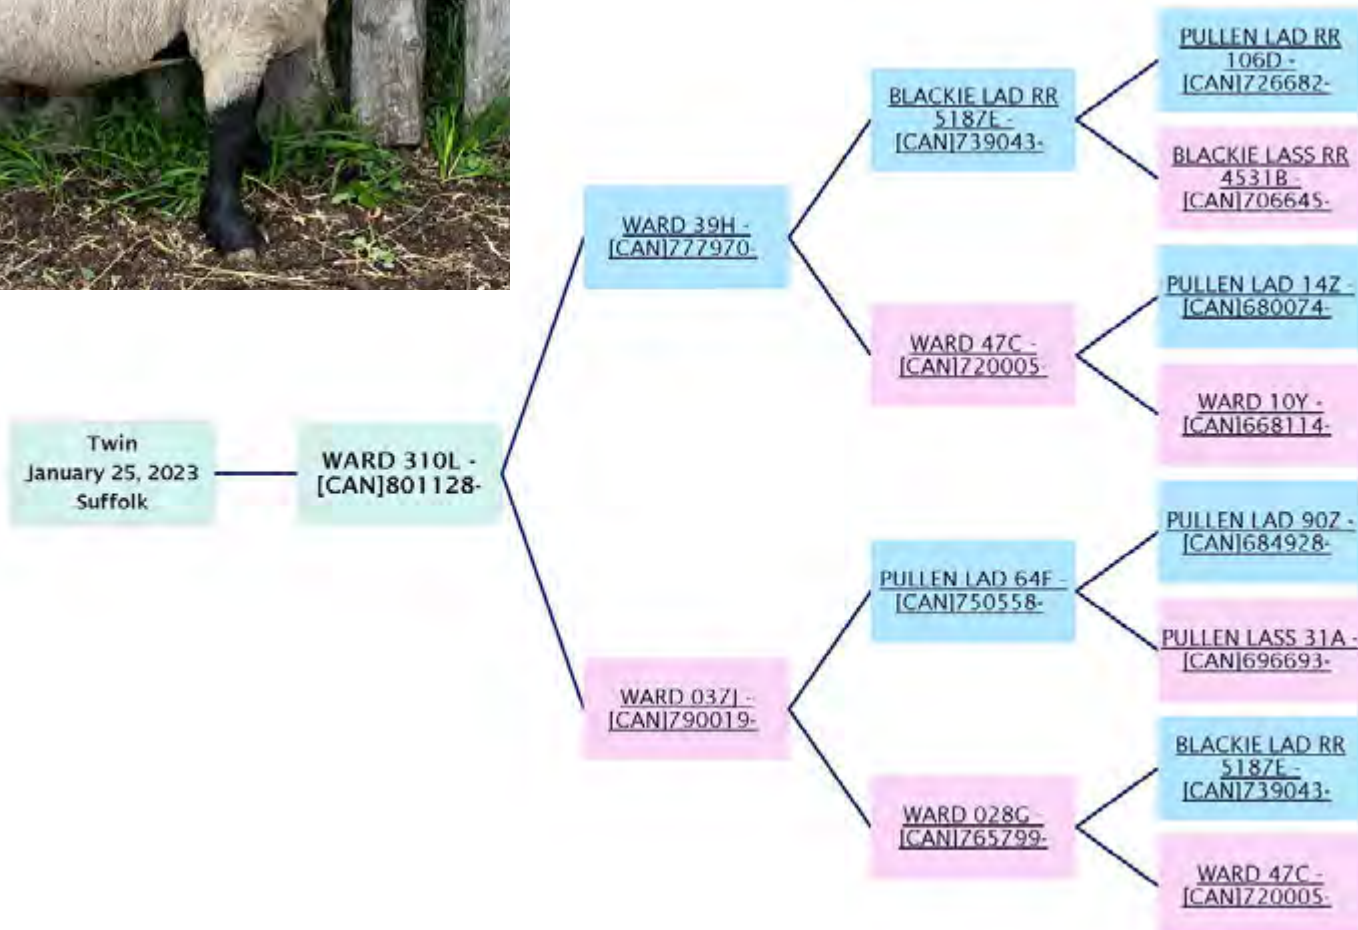 PULLEN LAD RR
106D -
[CAN]726682-
BLACKIE LAD RR
5187E -
[CAN]739043-
BLACKIE LASS RR
4531B -
[CAN]706645-
WARD 39H -
[CAN]777970-
PULLEN LAD 14Z -
[CAN]680074-
WARD 47C -
[CAN]720005-
WARD 10Y -
[CAN]668114-
Twin
January 25, 2023
Suffolk
WARD 310L -
[CAN]801128-
PULLEN LAD 90Z -
[CAN]684928-
PULLEN LAD 64F -
[CAN]750558-
PULLEN LASS 31A -
[CAN]696693-
WARD 037J -
[CAN]790019-
BLACKIE LAD RR
5187E -
[CAN]739043-
WARD 028G -
[CAN]765799-
WARD 47C -
[CAN]720005-